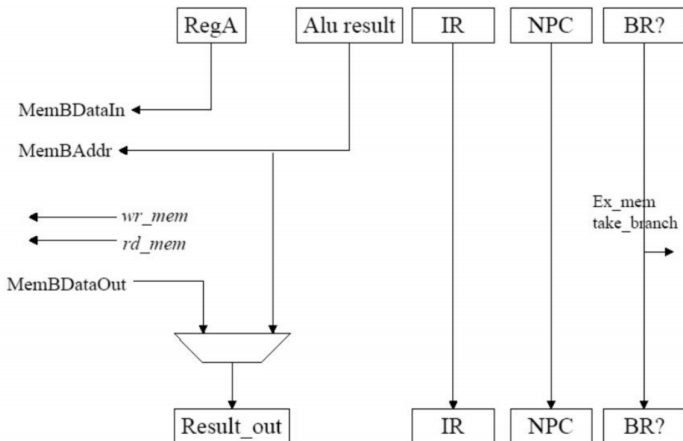 RegA
Alu result
IR
NPC
BR?
MemBDataIn
MemBAddr
wr_mem
rd_mem
Ex_mem
take_branch
MemBDataOut
Result_out
IR
NPC
BR?